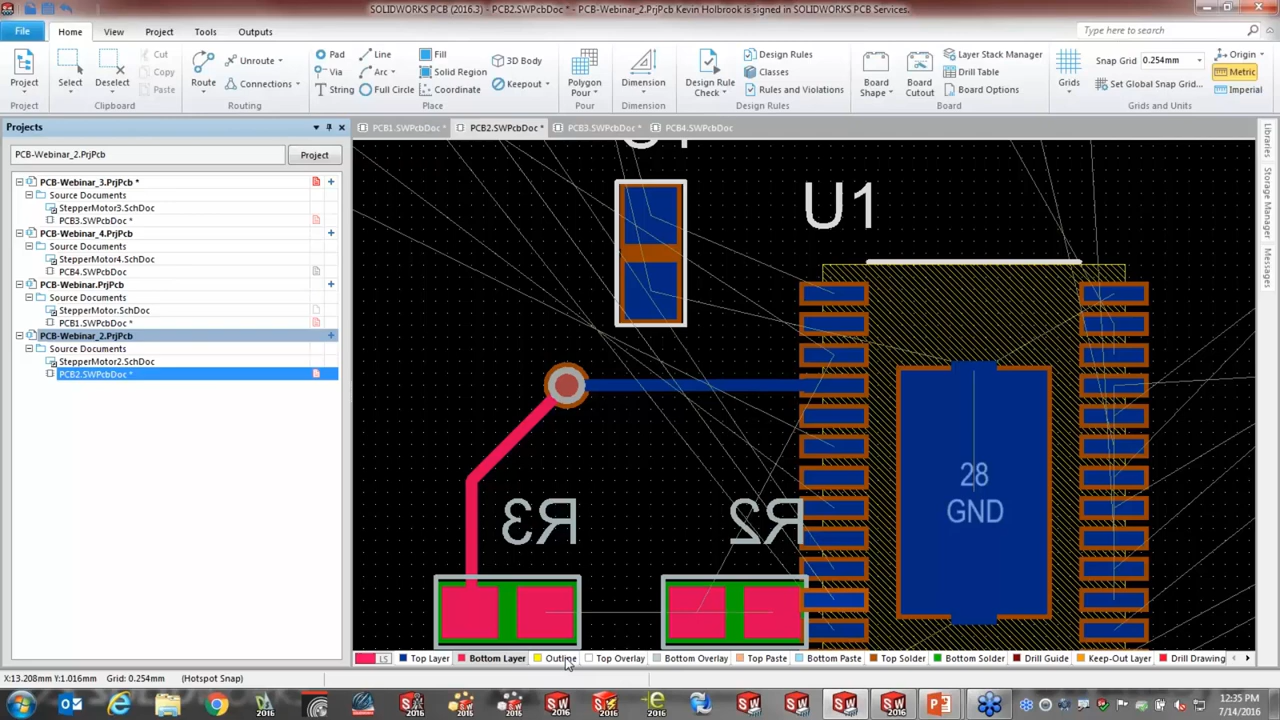 SOLIDWORKS PCB (2016.3) - PCB2.SWPcbDoc * - PCB-Webinar_2.PrjPcb Kevin Holbrook is signed in SOLIDWORKS PCB Services.
File Home View Project Tools Outputs
Type here to search
Project Select Deselect Cut Copy Paste
Route Unroute Connections
Pad Via String Line Arc Full Circle Fill Solid Region Coordinate 3D Body Keepout
Polygon Pour Dimension Design Rule Check
Design Rules Classes Rules and Violations
Board Shape Board Cutout Layer Stack Manager Drill Table Board Options
Grids Snap Grid 0.254mm Set Global Snap Grid... Origin Metric Imperial
Project Clipboard Routing Place Pour Dimension Design Rules Board Grids and Units
Projects
PCB1.SWPcbDoc * PCB2.SWPcbDoc * PCB3.SWPcbDoc * PCB4.SWPcbDoc
PCB-Webinar_2.PrjPcb Project
PCB-Webinar_3.PrjPcb *
Source Documents
StepperMotor3.SchDoc
PCB3.SWPcbDoc *
PCB-Webinar_4.PrjPcb
Source Documents
StepperMotor4.SchDoc
PCB4.SWPcbDoc
PCB-Webinar.PrjPcb
Source Documents
StepperMotor.SchDoc
PCB1.SWPcbDoc *
PCB-Webinar_2.PrjPcb
Source Documents
StepperMotor2.SchDoc
PCB2.SWPcbDoc *
U1
28
GND
R3
R2
Libraries
Storage Manager
Messages
LS Top Layer Bottom Layer Outline Top Overlay Bottom Overlay Top Paste Bottom Paste Top Solder Bottom Solder Drill Guide Keep-Out Layer Drill Drawing
X:13.208mm Y:1.016mm Grid: 0.254mm (Hotspot Snap)
12:35 PM
7/14/2016